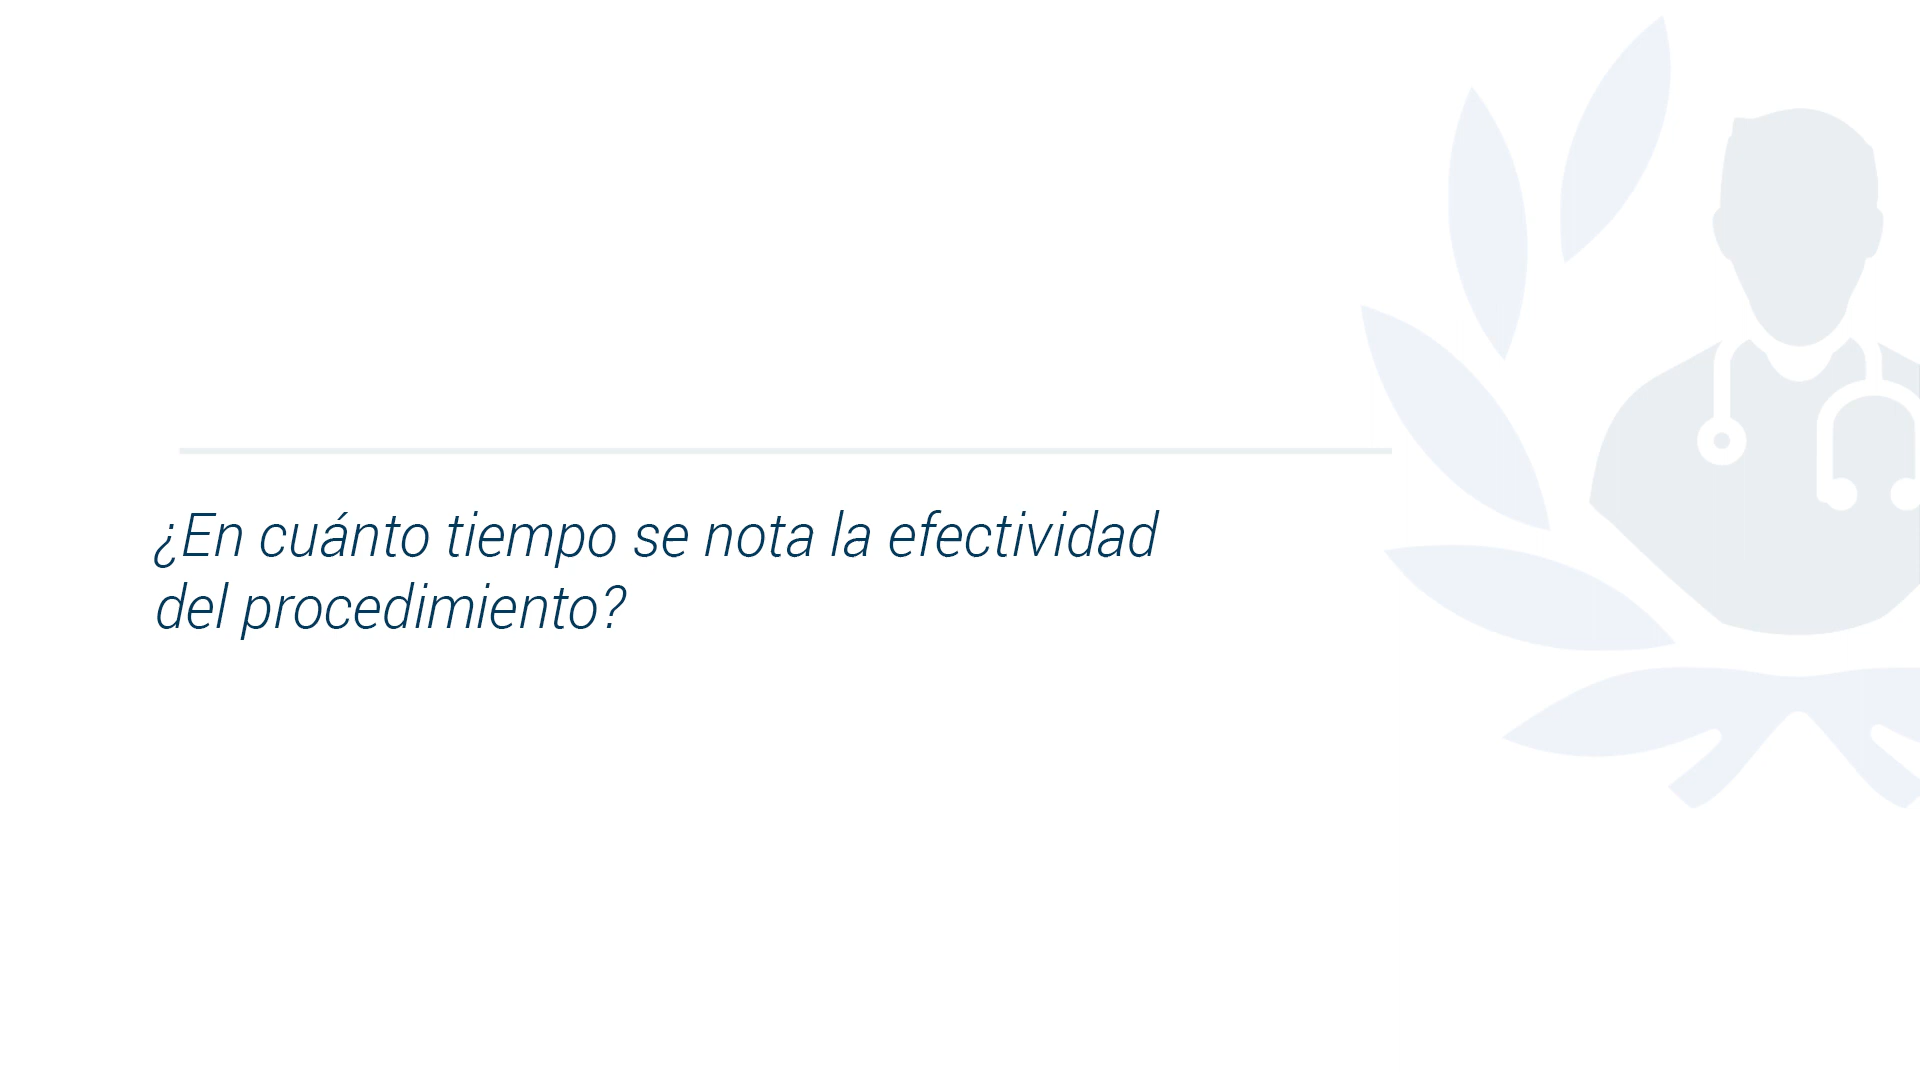 ¿En cuánto tiempo se nota la efectividad
del procedimiento?